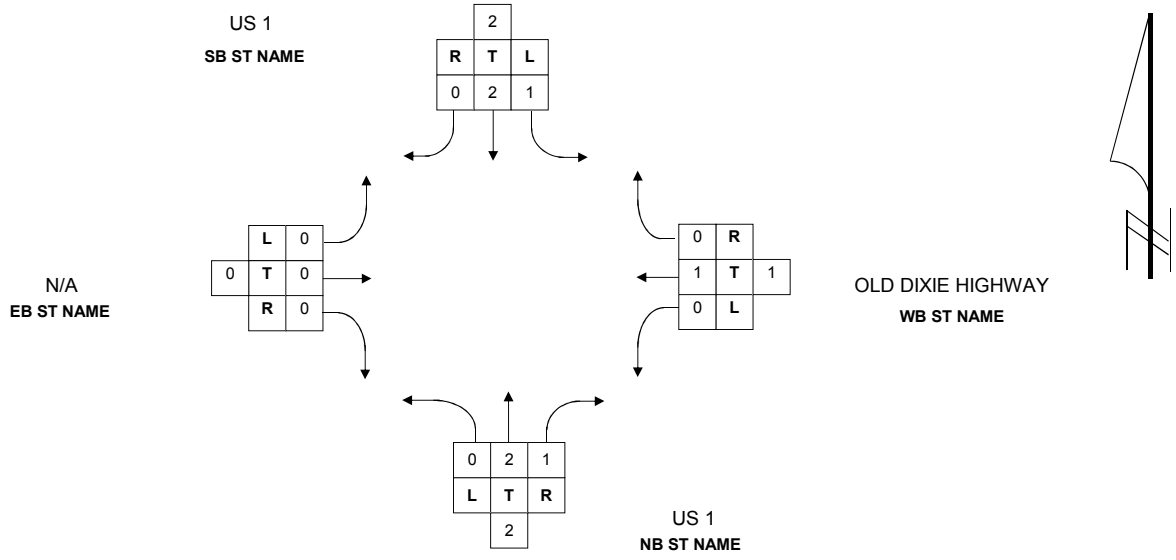 US 1
SB ST NAME
2
R T L
0 2 1
N/A
EB ST NAME
L 0
0 T 0
R 0
0 R
1 T 1
0 L
OLD DIXIE HIGHWAY
WB ST NAME
0 2 1
L T R
2
US 1
NB ST NAME
N